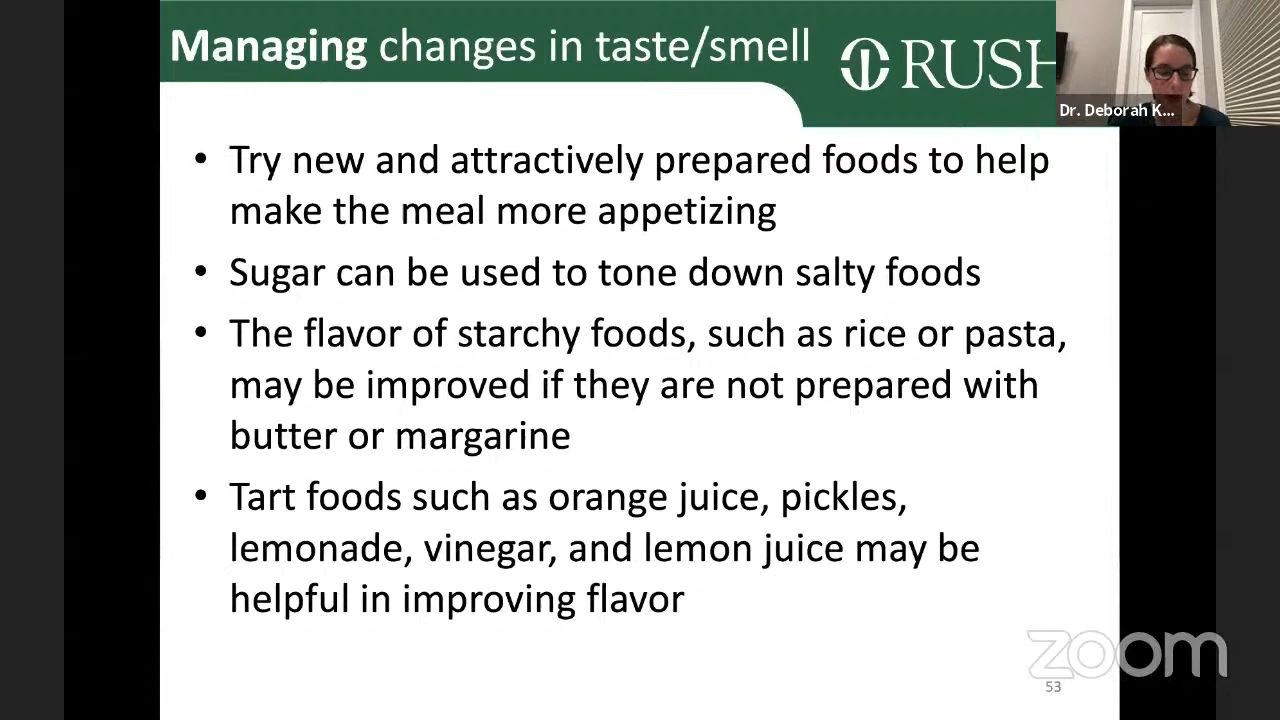 Managing changes in taste/smell
RUSH
Dr. Deborah K...
• Try new and attractively prepared foods to help
make the meal more appetizing
• Sugar can be used to tone down salty foods
• The flavor of starchy foods, such as rice or pasta,
may be improved if they are not prepared with
butter or margarine
• Tart foods such as orange juice, pickles,
lemonade, vinegar, and lemon juice may be
helpful in improving flavor
zoom
53